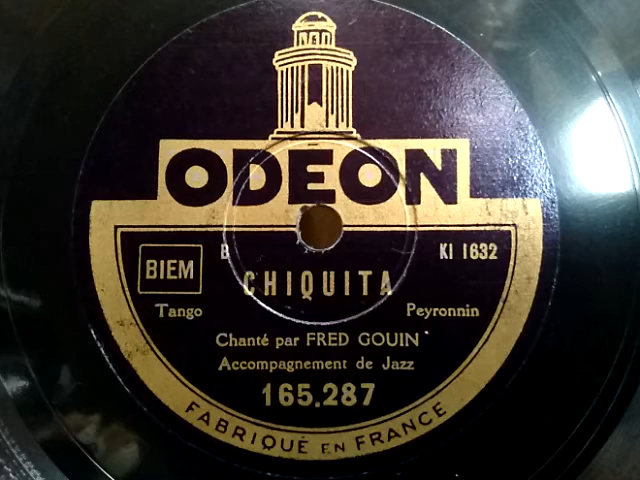 ODEON
BIEM
B
KI 1632
CHIQUITA
Tango
Peyronnin
Chanté par FRED GOUIN
Accompagnement de Jazz
165.287
FABRIQUÉ EN FRANCE